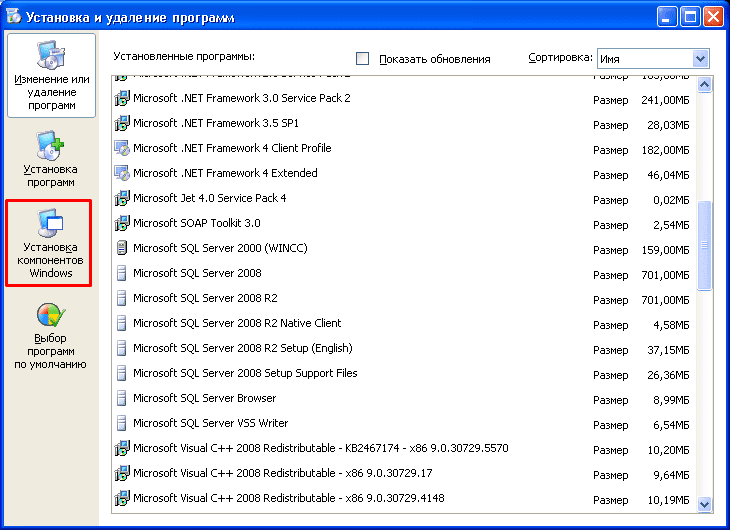 Установка и удаление программ
Изменение или
удаление
программ
Установка
программ
Установка
компонентов
Windows
Выбор
программ
по умолчанию
Установленные программы:
Показать обновления
Сортировка: Имя
Microsoft .NET Framework 3.0 Service Pack 2 Размер 241,00МБ
Microsoft .NET Framework 3.5 SP1 Размер 28,03МБ
Microsoft .NET Framework 4 Client Profile Размер 182,00МБ
Microsoft .NET Framework 4 Extended Размер 46,04МБ
Microsoft Jet 4.0 Service Pack 4 Размер 0,02МБ
Microsoft SOAP Toolkit 3.0 Размер 2,54МБ
Microsoft SQL Server 2000 (WINCC) Размер 159,00МБ
Microsoft SQL Server 2008 Размер 701,00МБ
Microsoft SQL Server 2008 R2 Размер 701,00МБ
Microsoft SQL Server 2008 R2 Native Client Размер 4,58МБ
Microsoft SQL Server 2008 R2 Setup (English) Размер 37,15МБ
Microsoft SQL Server 2008 Setup Support Files Размер 26,36МБ
Microsoft SQL Server Browser Размер 8,99МБ
Microsoft SQL Server VSS Writer Размер 6,54МБ
Microsoft Visual C++ 2008 Redistributable - KB2467174 - x86 9.0.30729.5570 Размер 10,20МБ
Microsoft Visual C++ 2008 Redistributable - x86 9.0.30729.17 Размер 9,64МБ
Microsoft Visual C++ 2008 Redistributable - x86 9.0.30729.4148 Размер 10,19МБ